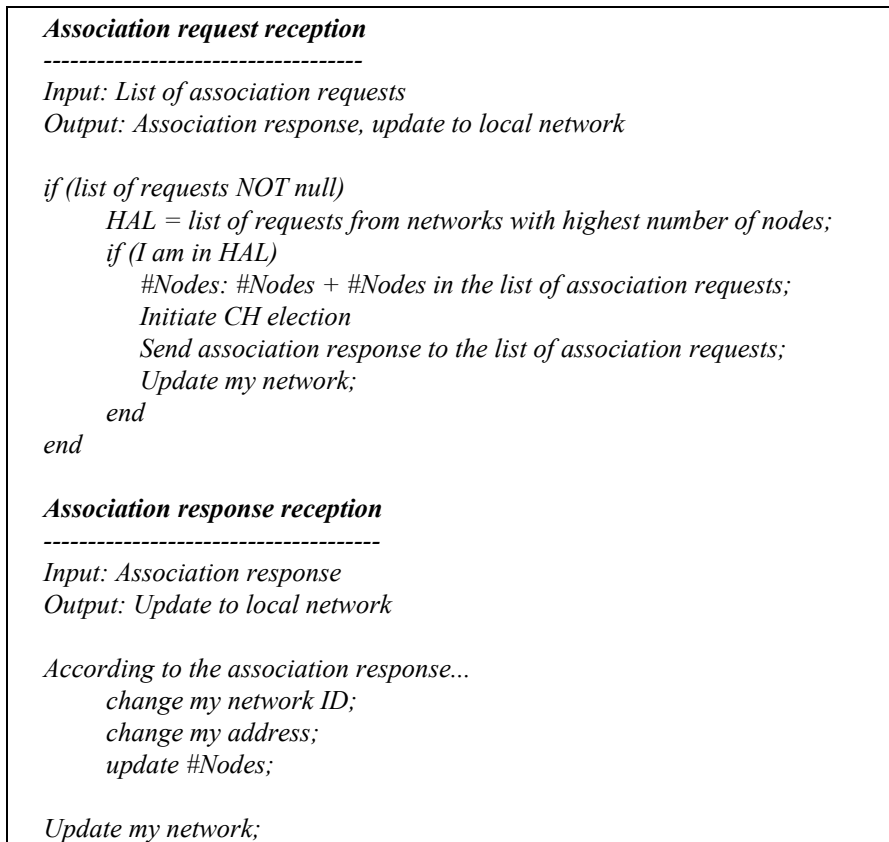 Association request reception
------------------------------------
Input: List of association requests
Output: Association response, update to local network
if (list of requests NOT null)
HAL = list of requests from networks with highest number of nodes;
if (I am in HAL)
#Nodes: #Nodes + #Nodes in the list of association requests;
Initiate CH election
Send association response to the list of association requests;
Update my network;
end
end
Association response reception
--------------------------------------
Input: Association response
Output: Update to local network
According to the association response...
change my network ID;
change my address;
update #Nodes;
Update my network;